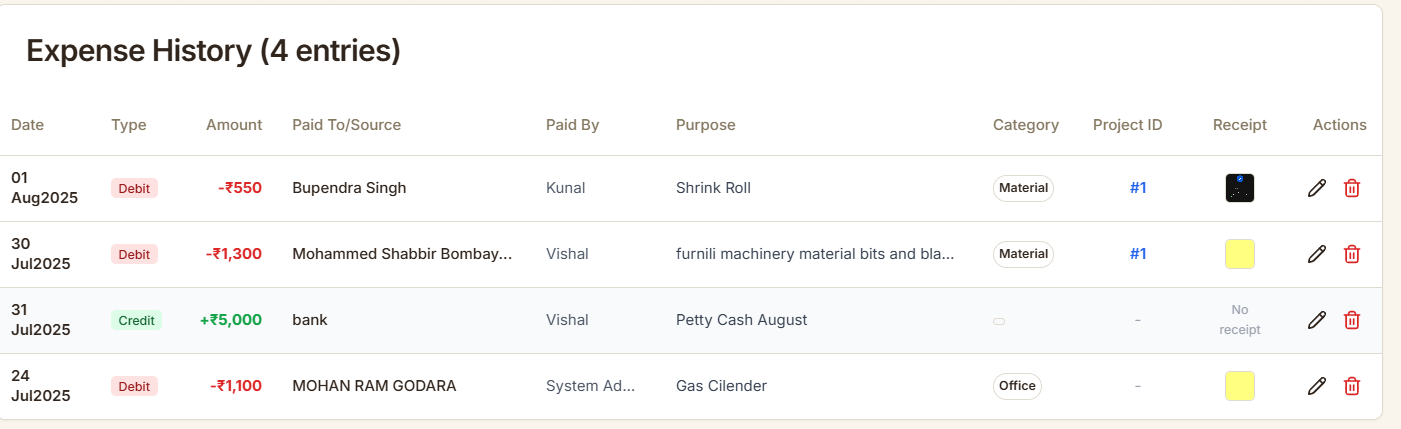 Expense History (4 entries)
Date Type Amount Paid To/Source Paid By Purpose Category Project ID Receipt Actions
01
Aug2025 Debit -₹550 Bupendra Singh Kunal Shrink Roll Material #1
30
Jul2025 Debit -₹1,300 Mohammed Shabbir Bombay... Vishal furnili machinery material bits and bla... Material #1
31
Jul2025 Credit +₹5,000 bank Vishal Petty Cash August - No
receipt
24
Jul2025 Debit -₹1,100 MOHAN RAM GODARA System Ad... Gas Cilender Office -